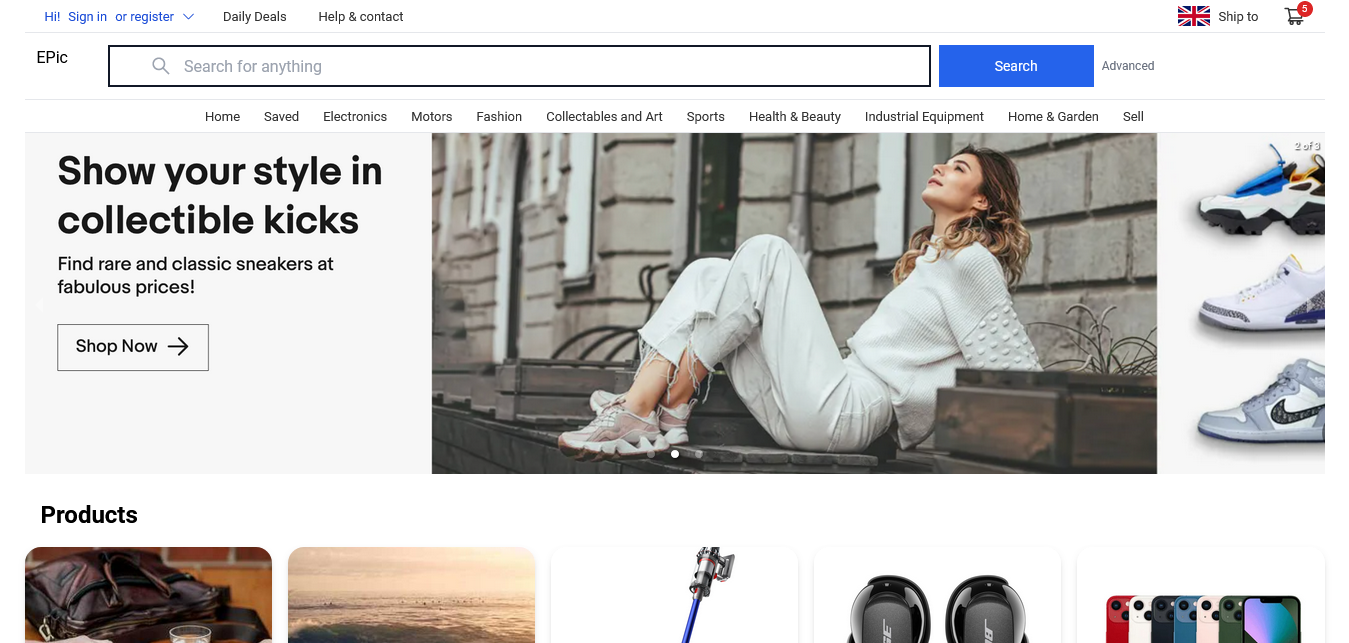 Hi! Sign in or register Daily Deals Help & contact Ship to 5
EPic Search for anything Search Advanced
Home Saved Electronics Motors Fashion Collectables and Art Sports Health & Beauty Industrial Equipment Home & Garden Sell
2 of 3
Show your style in
collectible kicks
Find rare and classic sneakers at
fabulous prices!
Shop Now
Products